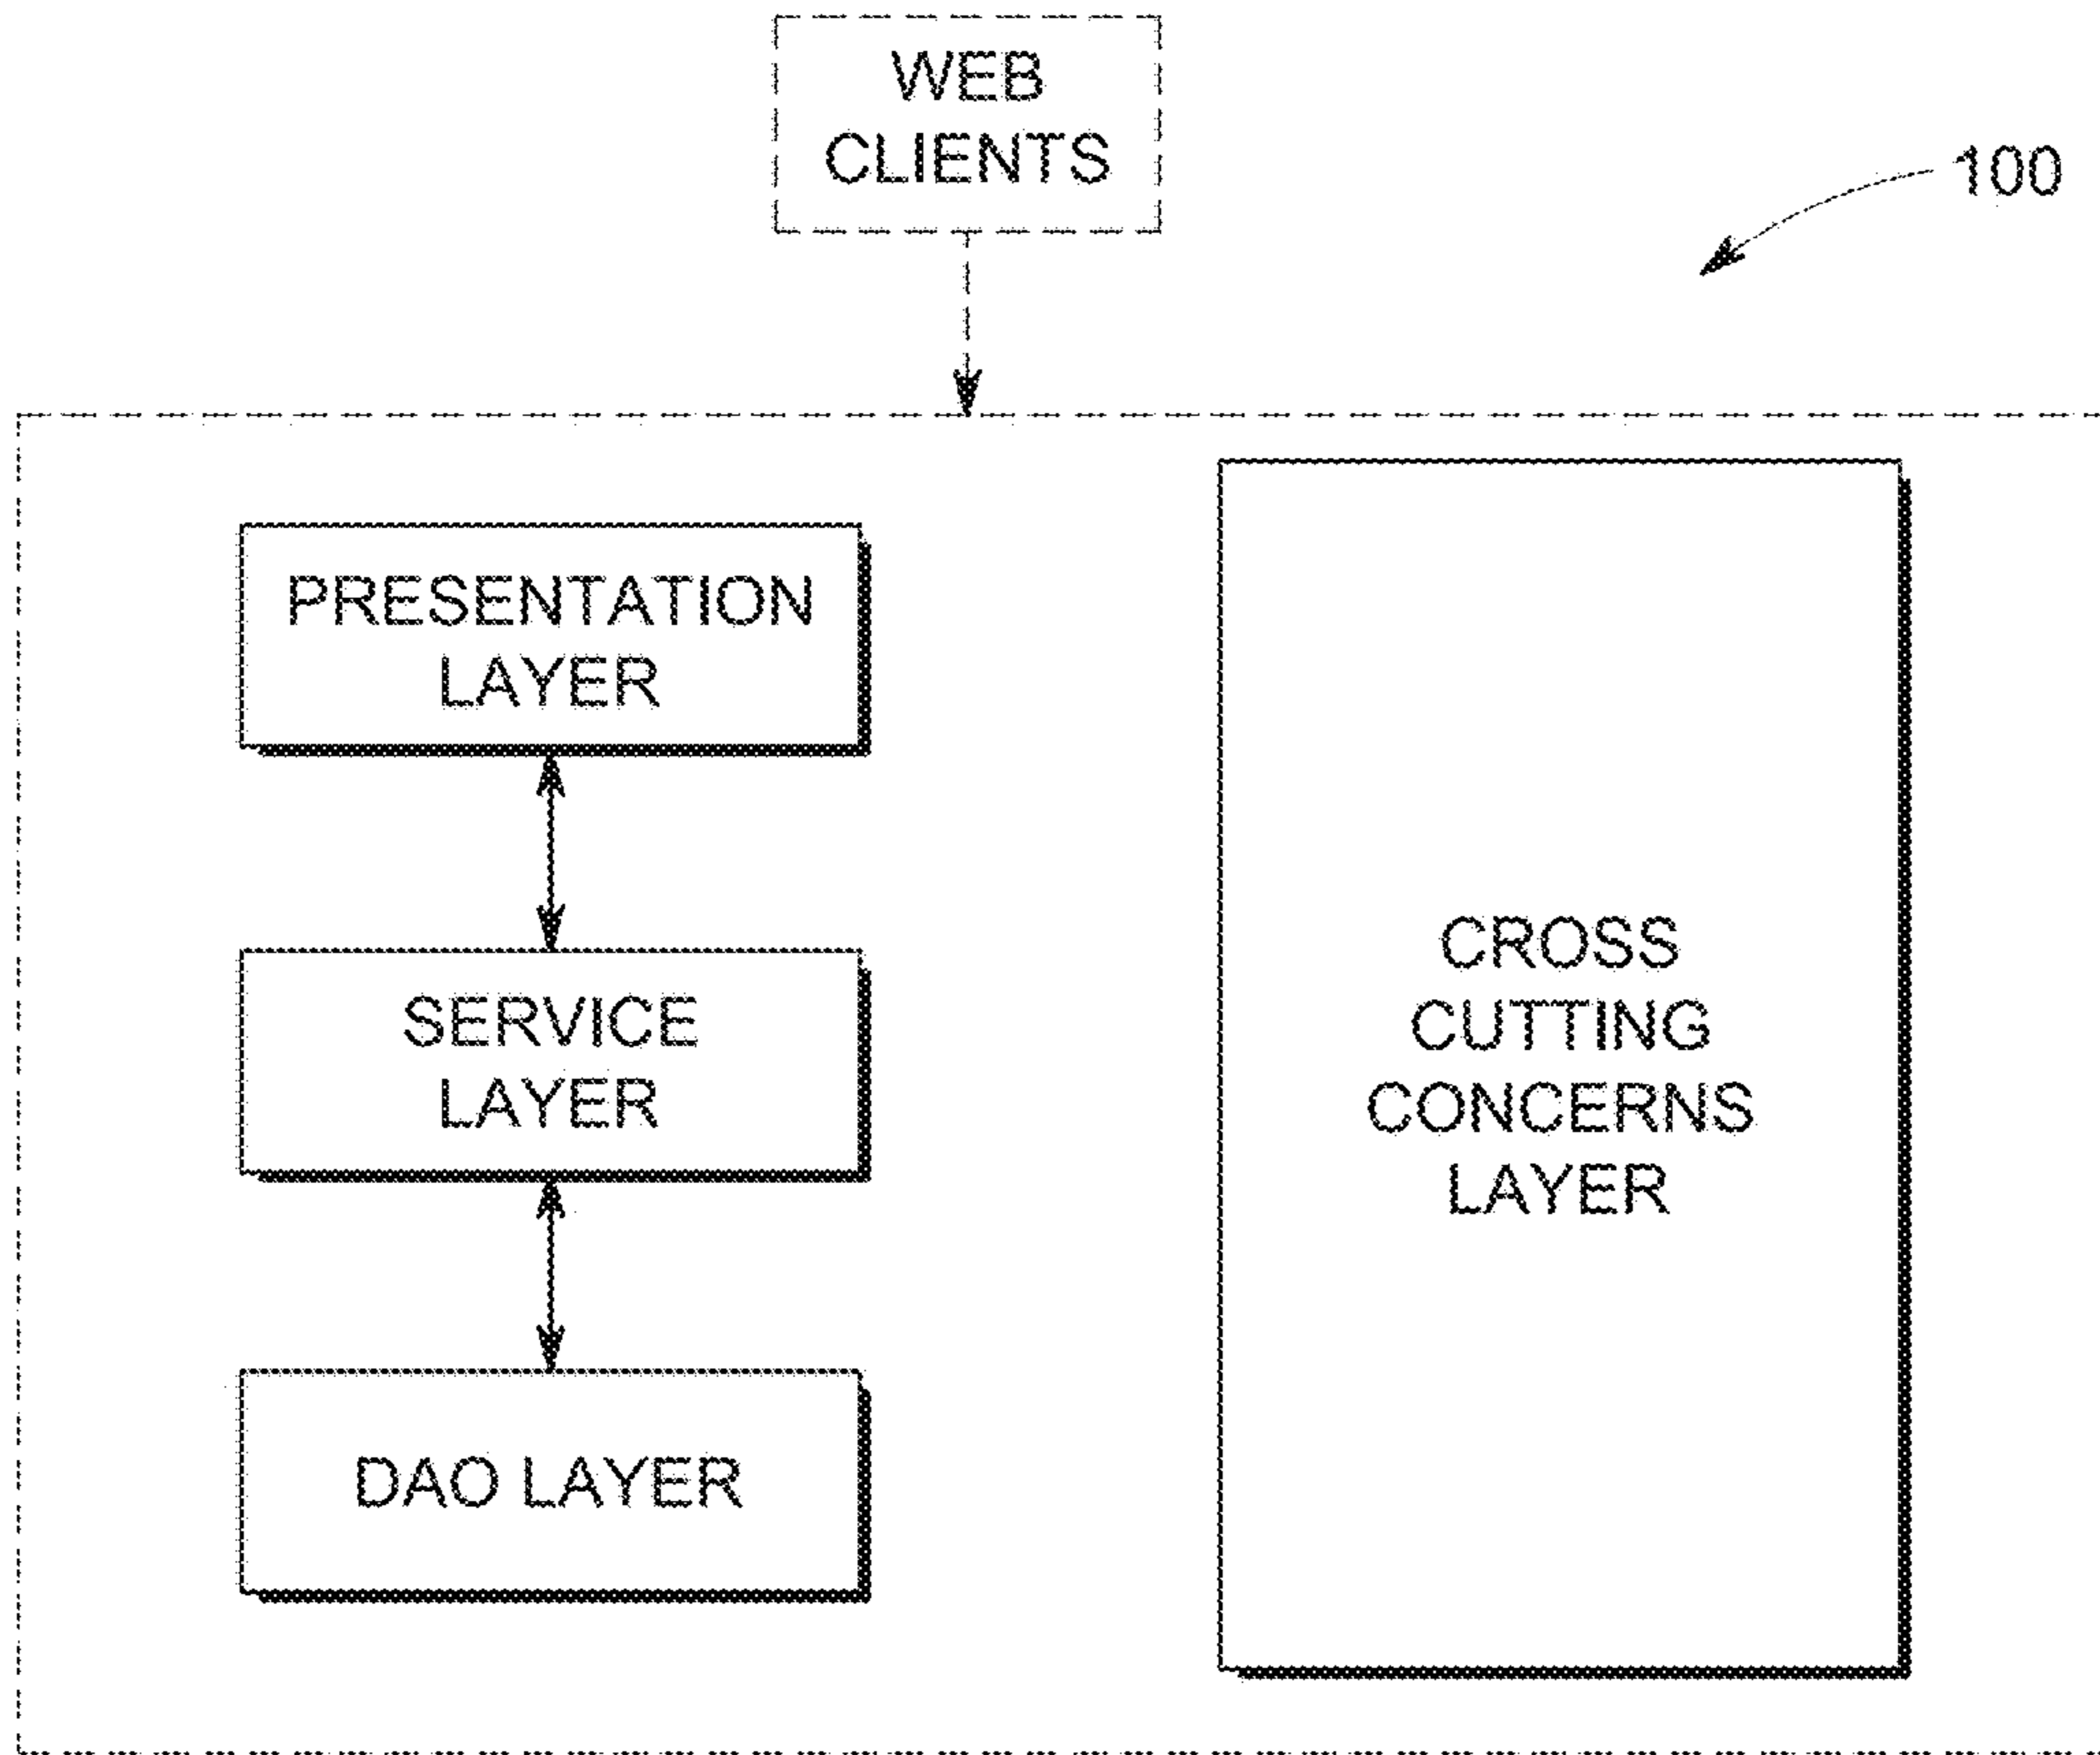 WEB
CLIENTS
100
PRESENTATION
LAYER
SERVICE
LAYER
DAO LAYER
CROSS
CUTTING
CONCERNS
LAYER